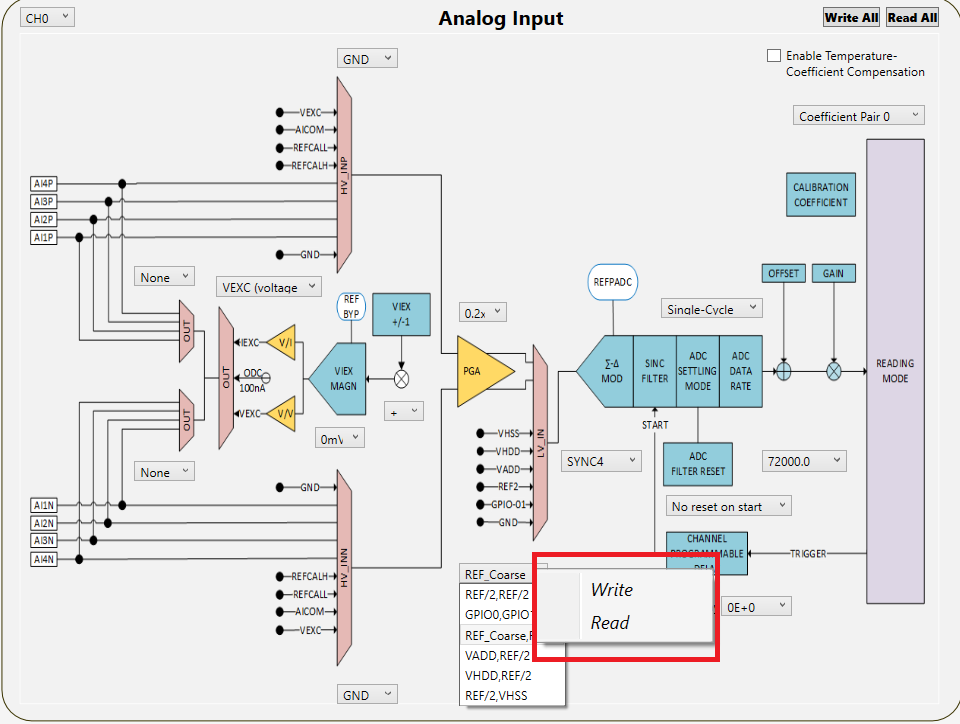 CH0
Analog Input
Write All
Read All
GND
Enable Temperature-
Coefficient Compensation
Coefficient Pair 0
VEXC
AICOM
REFCALL
REFCALH
HV_INP
GND
AI4P
AI3P
AI2P
AI1P
CALIBRATION
COEFFICIENT
None
VEXC (voltage
REF
BYP
VIEX
+/-1
0.2x
REFPADC
Single-Cycle
OFFSET
GAIN
OUT
OUT
IEXC
V/I
ODC
100nA
VEXC
V/V
VIEX
MAGN
+
0mV
PGA
Σ-Δ
MOD
SINC
FILTER
ADC
SETTLING
MODE
ADC
DATA
RATE
READING
MODE
OUT
None
START
VHSS
VHDD
VADD
REF2
GPIO-01
GND
LV_IN
SYNC4
ADC
FILTER RESET
72000.0
No reset on start
AI1N
AI2N
AI3N
AI4N
GND
HV_INN
REFCALH
REFCALL
AICOM
VEXC
CHANNEL
TRIGGER
0E+0
REF_Coarse
REF/2,REF/2
GPIO0,GPIO
REF_Coarse,
VADD,REF/2
VHDD,REF/2
REF/2,VHSS
Write
Read
GND